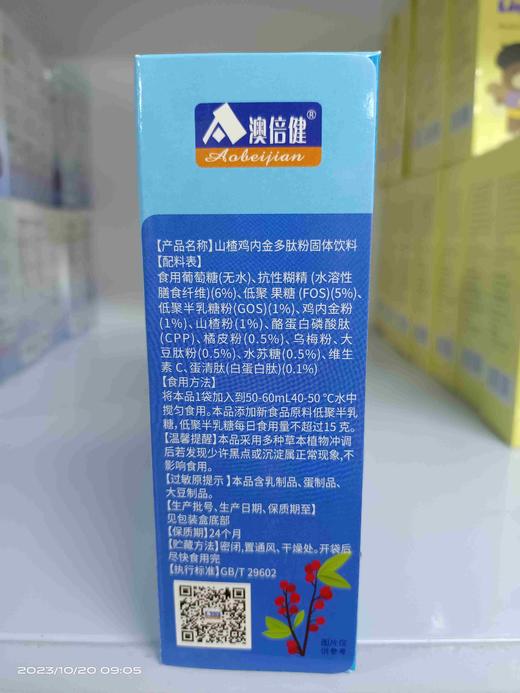 澳倍健®
Aobeijian
【产品名称】山楂鸡内金多肽粉固体饮料
【配料表】
食用葡萄糖(无水)、抗性糊精(水溶性
膳食纤维)(6%)、低聚果糖(FOS)(5%)、
低聚半乳糖粉(GOS)(1%)、鸡内金粉
(1%)、山楂粉(1%)、酪蛋白磷酸肽
(CPP)、橘皮粉(0.5%)、乌梅粉、大
豆肽粉(0.5%)、水苏糖(0.5%)、维生
素C、蛋清肽(白蛋白肽)(0.1%)
【食用方法】
将本品1袋加入到50-60mL40-50℃水中
搅匀食用。本品添加新食品原料低聚半乳
糖，低聚半乳糖每日食用量不超过15克。
【温馨提醒】本品采用多种草本植物冲调
后若发现少许黑点或沉淀属正常现象,不
影响食用。
【过敏原提示】本品含乳制品、蛋制品、
大豆制品。
【生产批号、生产日期、保质期至】
见包装盒底部
【保质期】24个月
【贮藏方法】密闭,置通风、干燥处。开袋后
尽快食用完
【执行标准】GB/T 29602
图片仅
供参考
2023/10/20 09:05